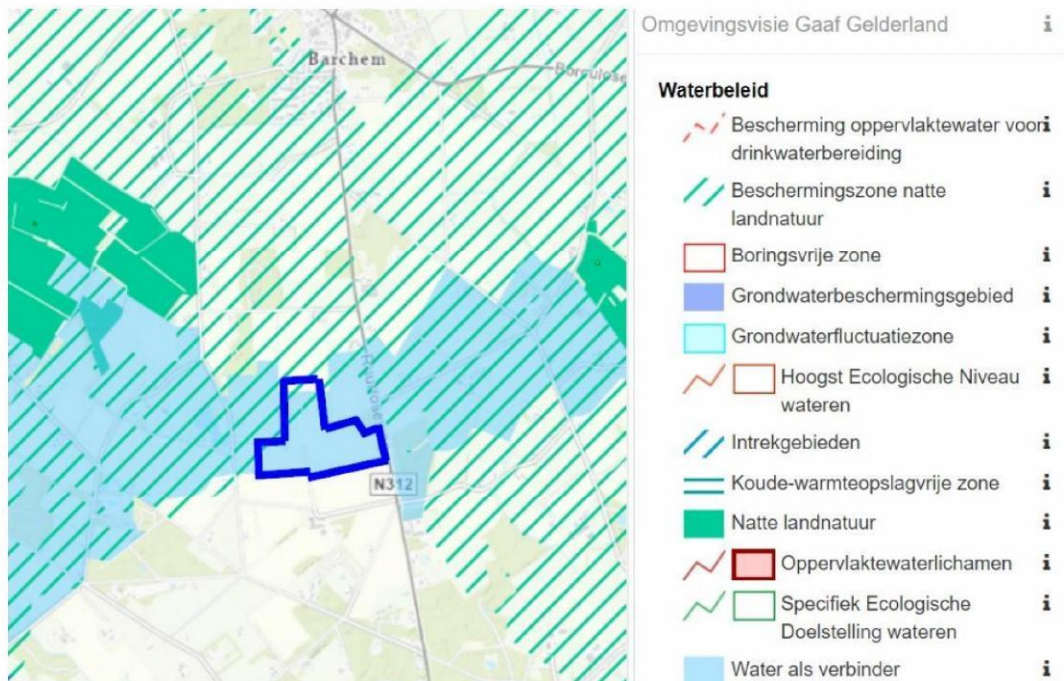 Barchem
Borculose
Ruurlose
N312
Omgevingsvisie Gaaf Gelderland i
Waterbeleid
Bescherming oppervlaktewater voor i
drinkwaterbereiding
Beschermingszone natte i
landnatuur
Boringsvrije zone i
Grondwaterbeschermingsgebied i
Grondwaterfluctuatiezone i
Hoogst Ecologische Niveau i
wateren
Intrekgebieden i
Koude-warmteopslagvrije zone i
Natte landnatuur i
Oppervlaktewaterlichamen i
Specifiek Ecologische i
Doelstelling wateren
Water als verbinder i